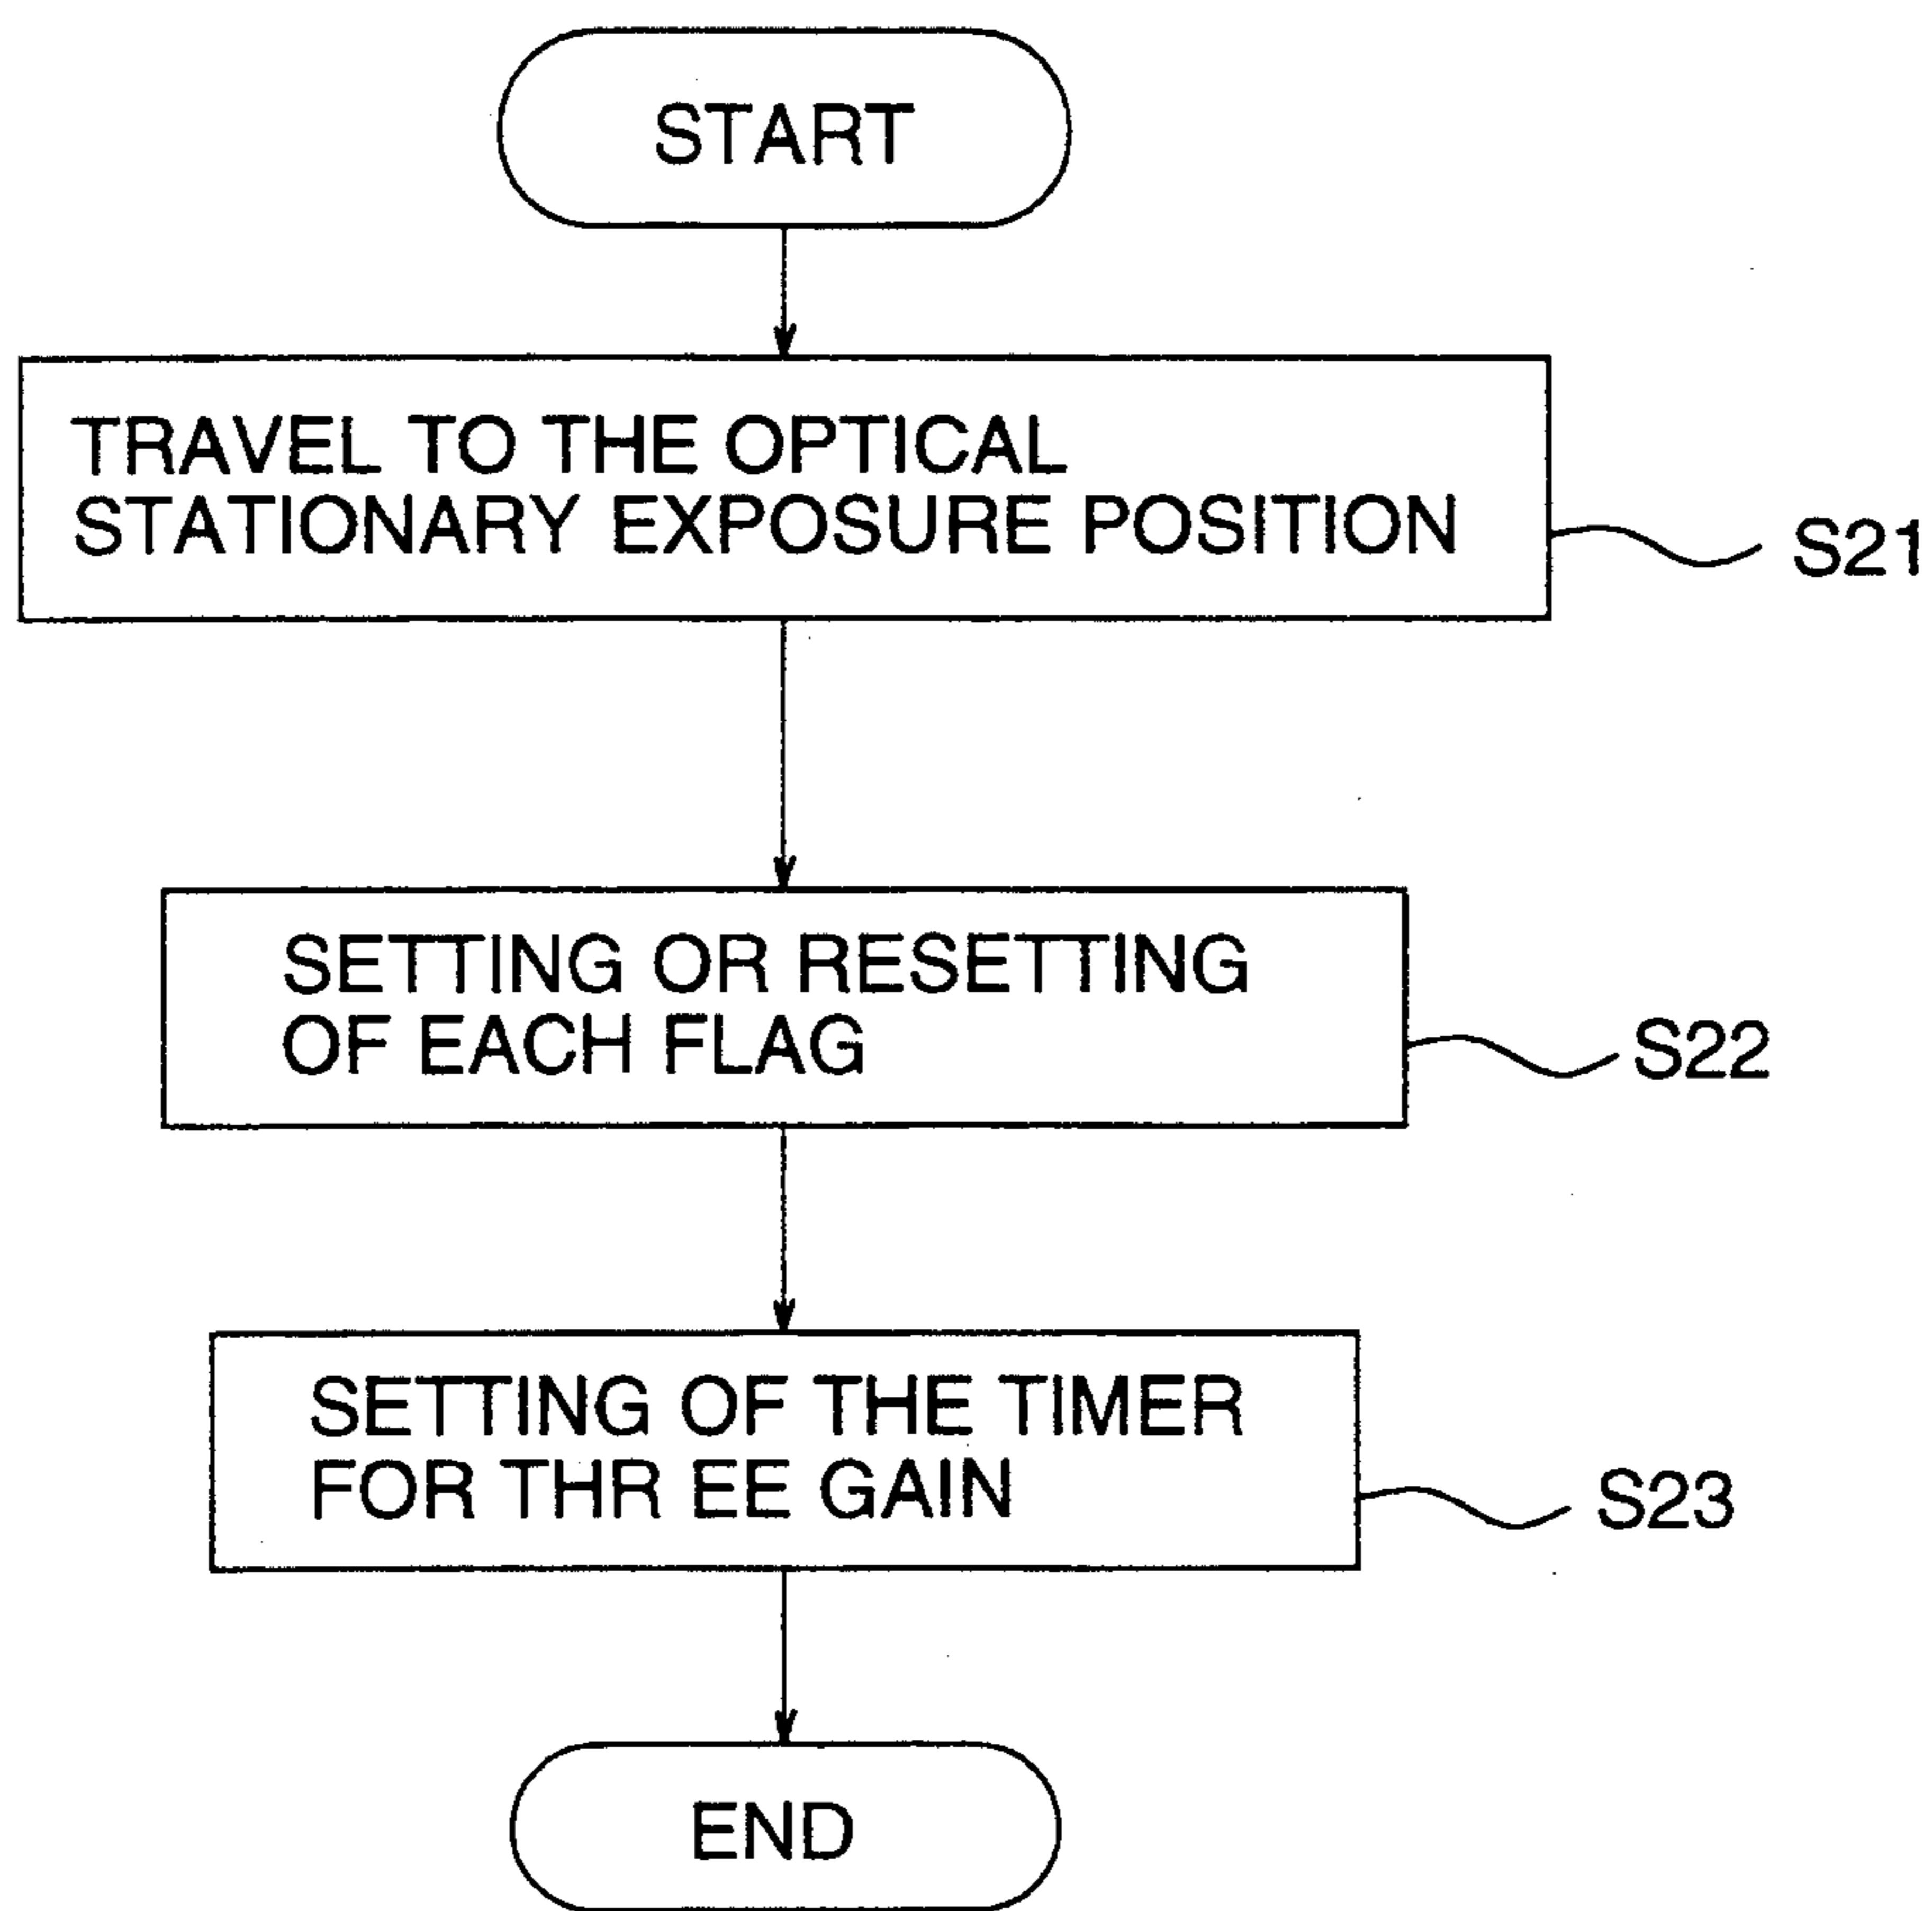 START
TRAVEL TO THE OPTICAL
STATIONARY EXPOSURE POSITION
S21
SETTING OR RESETTING
OF EACH FLAG
S22
SETTING OF THE TIMER
FOR THR EE GAIN
S23
END